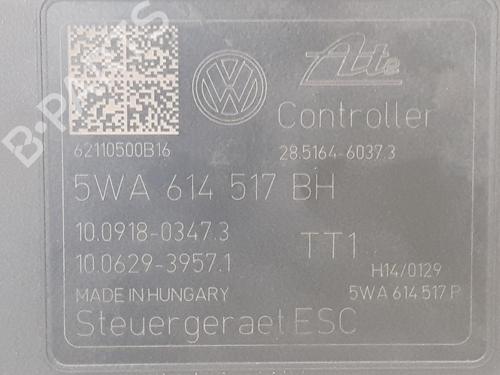 B-PARTS
Ate
Controller
62110500B16
28.5164-6037.3
5WA 614 517 BH
10.0918-0347.3
TT1
10.0629-3957.1
H14/0129
MADE IN HUNGARY
5WA 614 517 P
Steuergeraet ESC